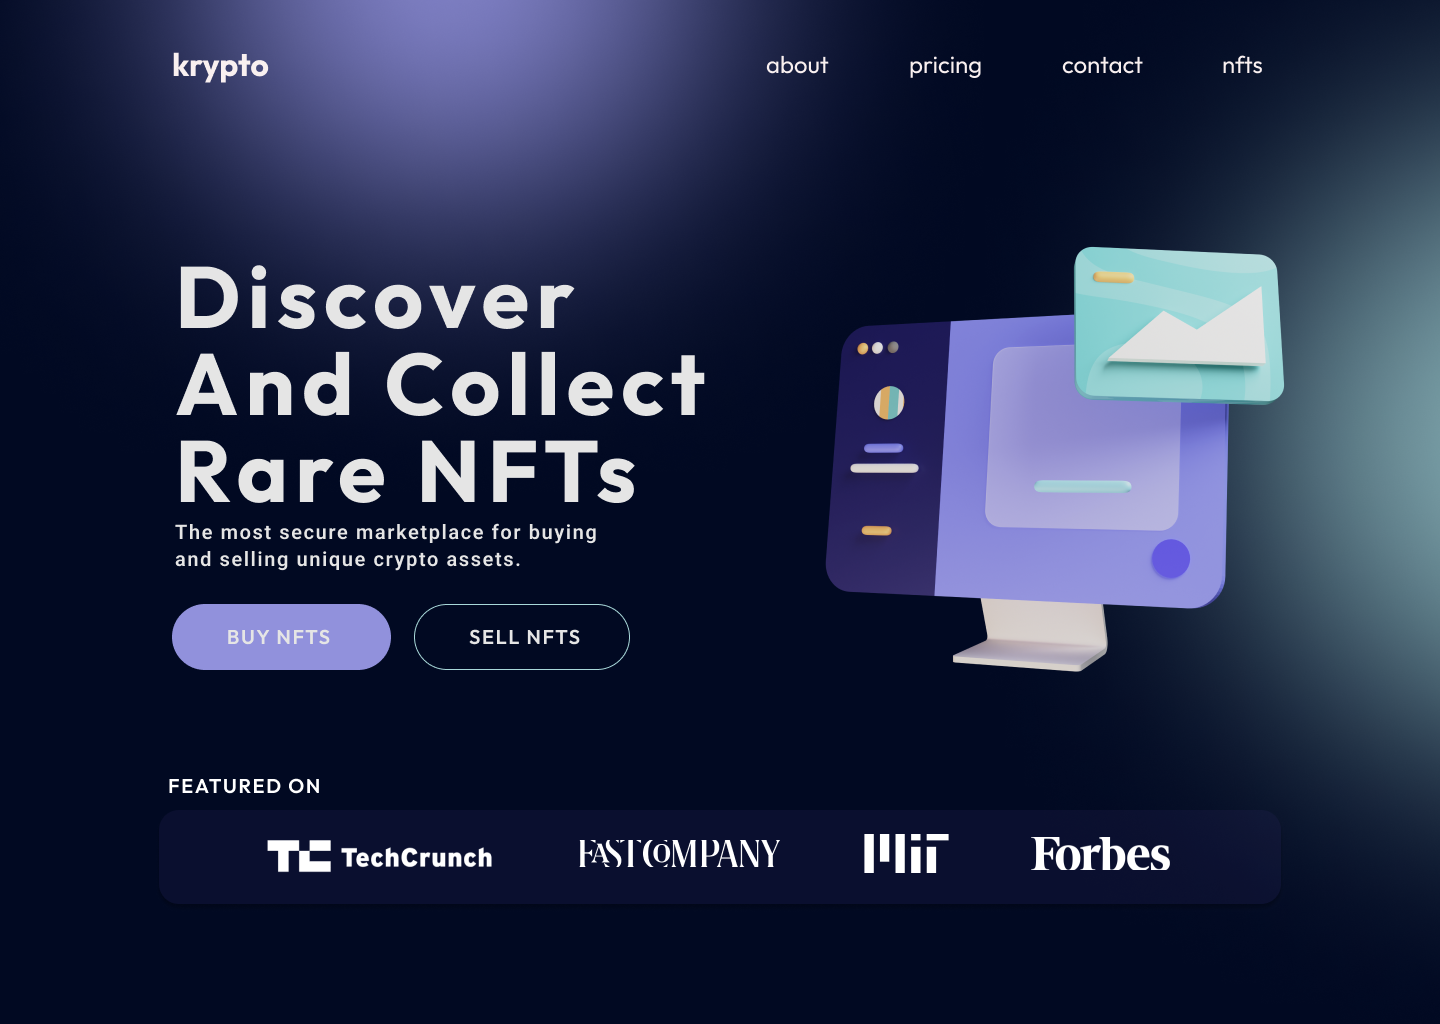 krypto
about pricing contact nfts
Discover
And Collect
Rare NFTs
The most secure marketplace for buying
and selling unique crypto assets.
BUY NFTS SELL NFTS
FEATURED ON
TC TechCrunch FAST COMPANY MiT Forbes